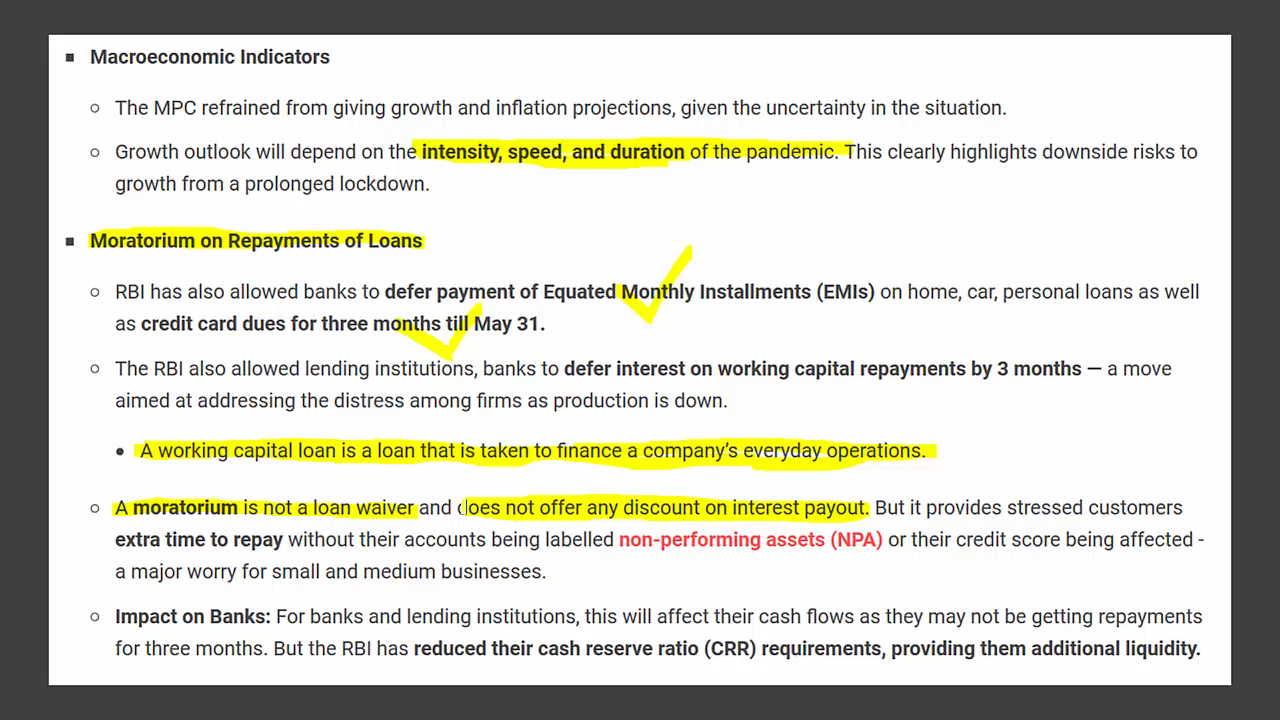 Macroeconomic Indicators
The MPC refrained from giving growth and inflation projections, given the uncertainty in the situation.
Growth outlook will depend on the intensity, speed, and duration of the pandemic. This clearly highlights downside risks to
growth from a prolonged lockdown.
Moratorium on Repayments of Loans
RBI has also allowed banks to defer payment of Equated Monthly Installments (EMIs) on home, car, personal loans as well
as credit card dues for three months till May 31.
The RBI also allowed lending institutions, banks to defer interest on working capital repayments by 3 months — a move
aimed at addressing the distress among firms as production is down.
A working capital loan is a loan that is taken to finance a company’s everyday operations.
A moratorium is not a loan waiver and does not offer any discount on interest payout. But it provides stressed customers
extra time to repay without their accounts being labelled non-performing assets (NPA) or their credit score being affected -
a major worry for small and medium businesses.
Impact on Banks: For banks and lending institutions, this will affect their cash flows as they may not be getting repayments
for three months. But the RBI has reduced their cash reserve ratio (CRR) requirements, providing them additional liquidity.